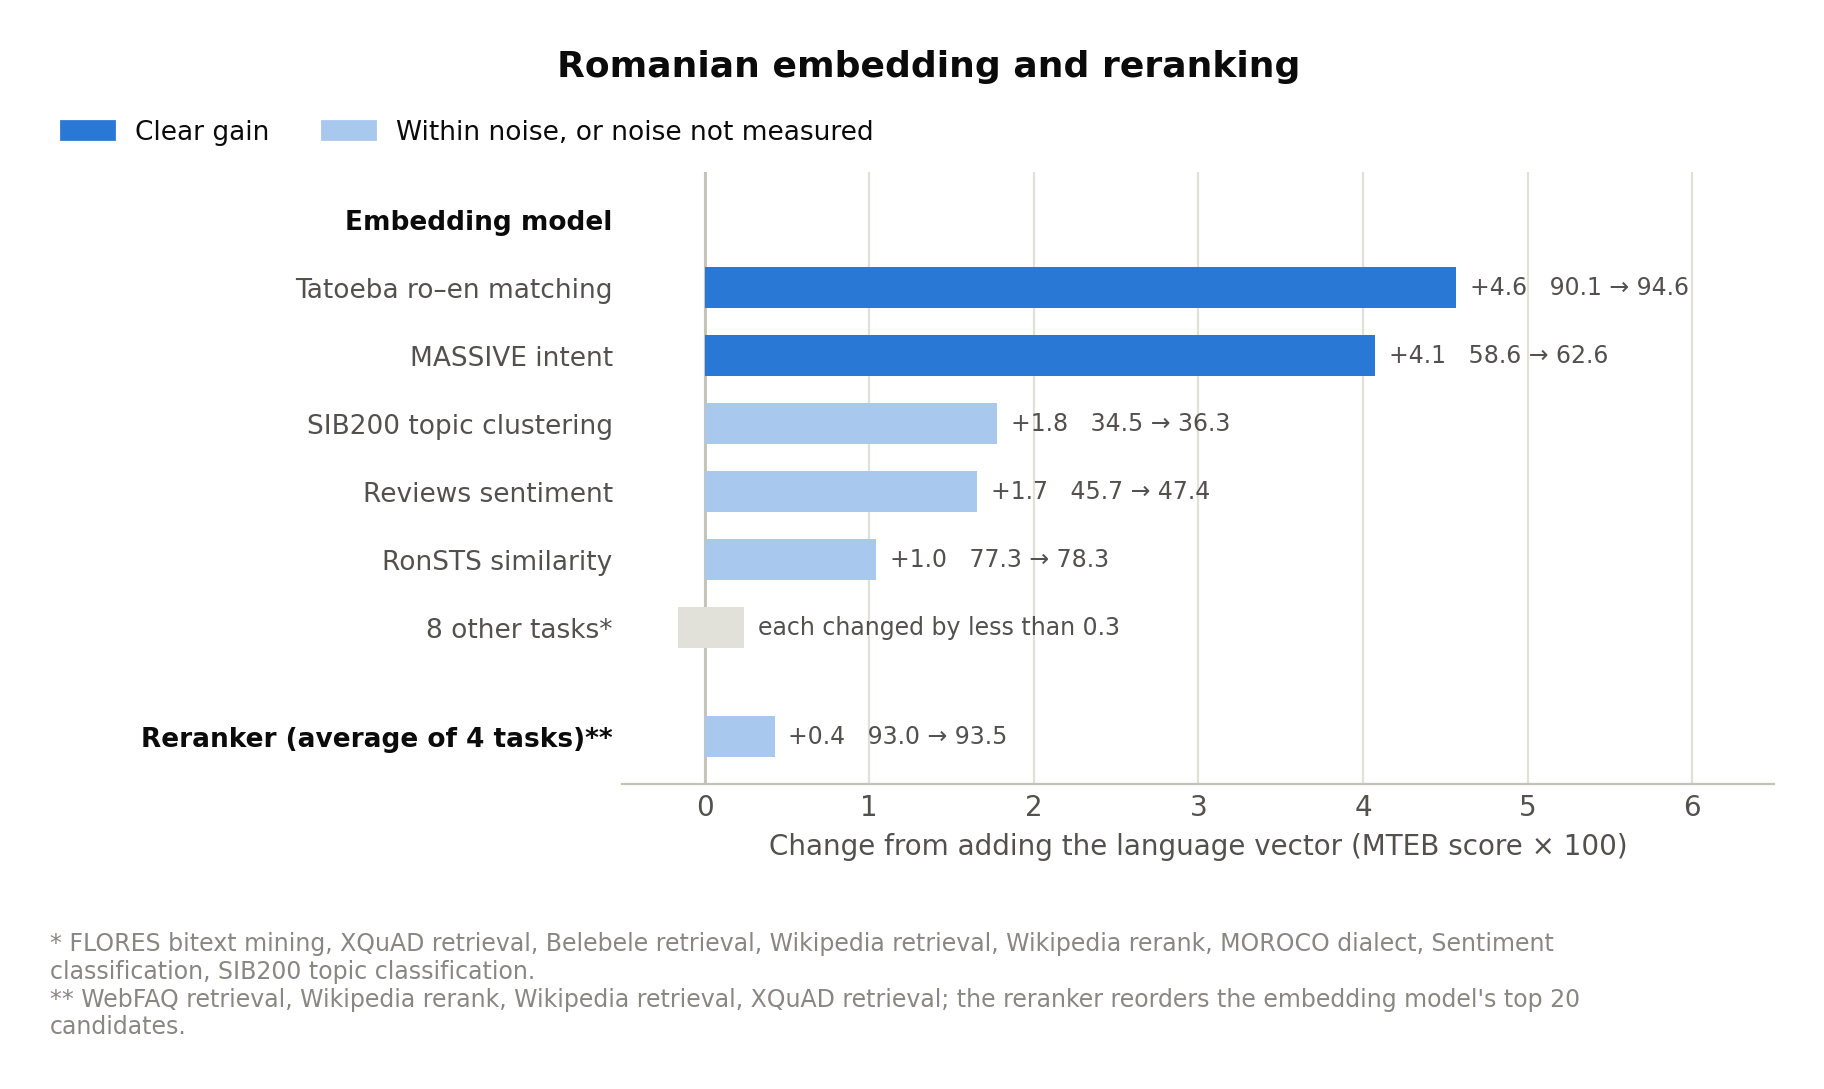 Romanian embedding and reranking
Clear gain
Within noise, or noise not measured
Embedding model
Tatoeba ro–en matching
+4.6 90.1 → 94.6
MASSIVE intent
+4.1 58.6 → 62.6
SIB200 topic clustering
+1.8 34.5 → 36.3
Reviews sentiment
+1.7 45.7 → 47.4
RonSTS similarity
+1.0 77.3 → 78.3
8 other tasks*
each changed by less than 0.3
Reranker (average of 4 tasks)**
+0.4 93.0 → 93.5
0 1 2 3 4 5 6
Change from adding the language vector (MTEB score × 100)
* FLORES bitext mining, XQuAD retrieval, Belebele retrieval, Wikipedia retrieval, Wikipedia rerank, MOROCO dialect, Sentiment
classification, SIB200 topic classification.
** WebFAQ retrieval, Wikipedia rerank, Wikipedia retrieval, XQuAD retrieval; the reranker reorders the embedding model's top 20
candidates.